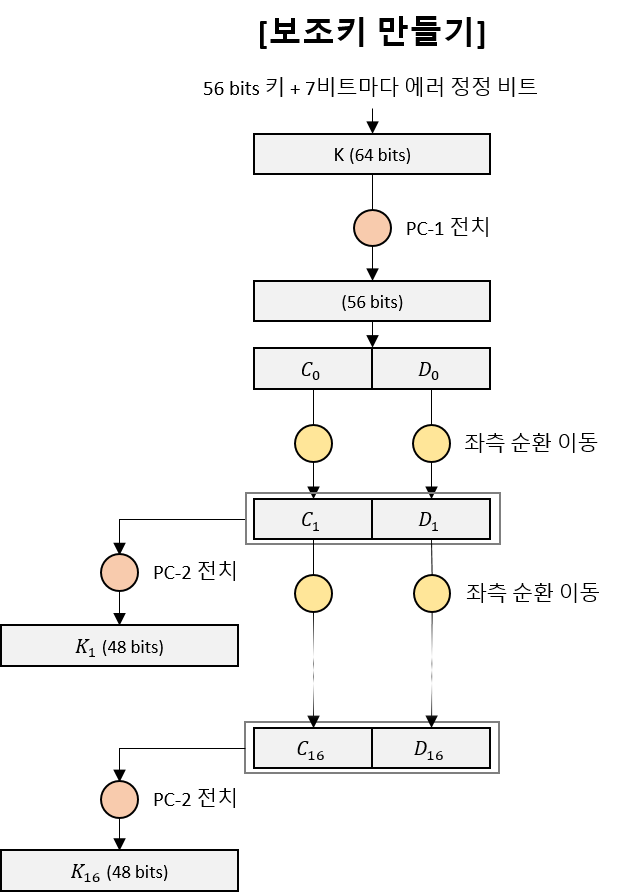 [보조키 만들기]
56 bits 키 + 7비트마다 에러 정정 비트
K (64 bits)
PC-1 전치
(56 bits)
C₀ D₀
좌측 순환 이동
C₁ D₁
PC-2 전치
좌측 순환 이동
K₁ (48 bits)
C₁₆ D₁₆
PC-2 전치
K₁₆ (48 bits)